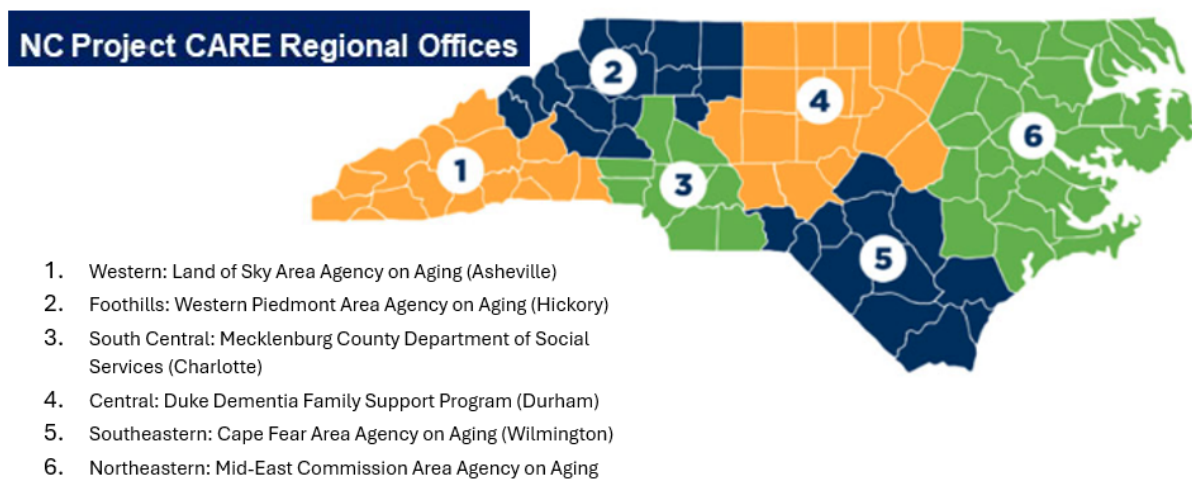 NC Project CARE Regional Offices
2
4
6
1
3
5
1. Western: Land of Sky Area Agency on Aging (Asheville)
2. Foothills: Western Piedmont Area Agency on Aging (Hickory)
3. South Central: Mecklenburg County Department of Social
Services (Charlotte)
4. Central: Duke Dementia Family Support Program (Durham)
5. Southeastern: Cape Fear Area Agency on Aging (Wilmington)
6. Northeastern: Mid-East Commission Area Agency on Aging